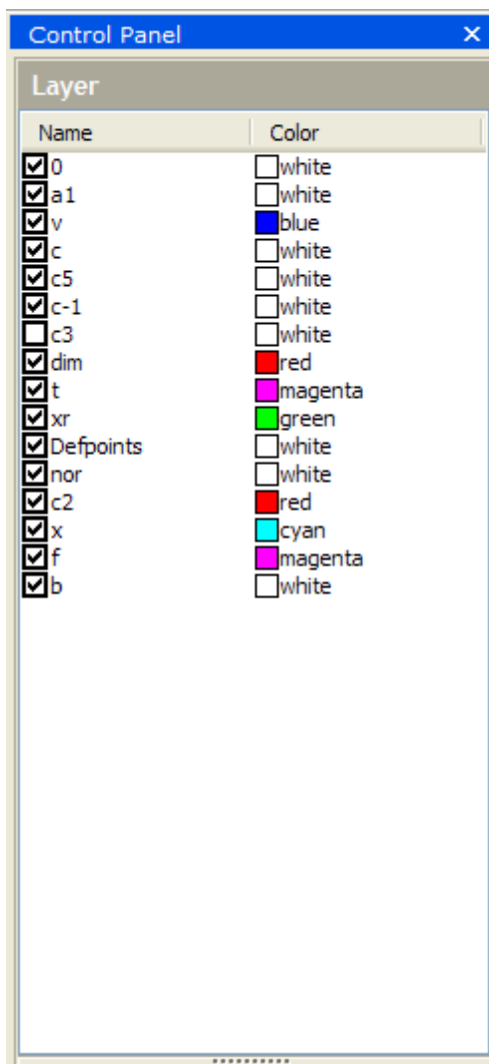 Control Panel
Layer
Name Color
0 white
a1 white
v blue
c white
c5 white
c-1 white
c3 white
dim red
t magenta
xr green
Defpoints white
nor white
c2 red
x cyan
f magenta
b white